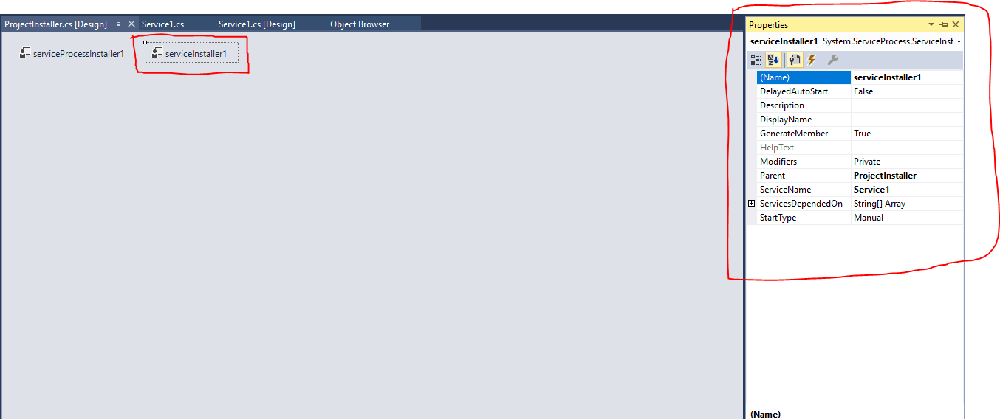 ProjectInstaller.cs [Design] Service1.cs Service1.cs [Design] Object Browser
serviceProcessInstaller1 serviceInstaller1
Properties
serviceInstaller1 System.ServiceProcess.ServiceInst
(Name) serviceInstaller1
DelayedAutoStart False
Description
DisplayName
GenerateMember True
HelpText
Modifiers Private
Parent ProjectInstaller
ServiceName Service1
ServicesDependedOn String[] Array
StartType Manual
(Name)